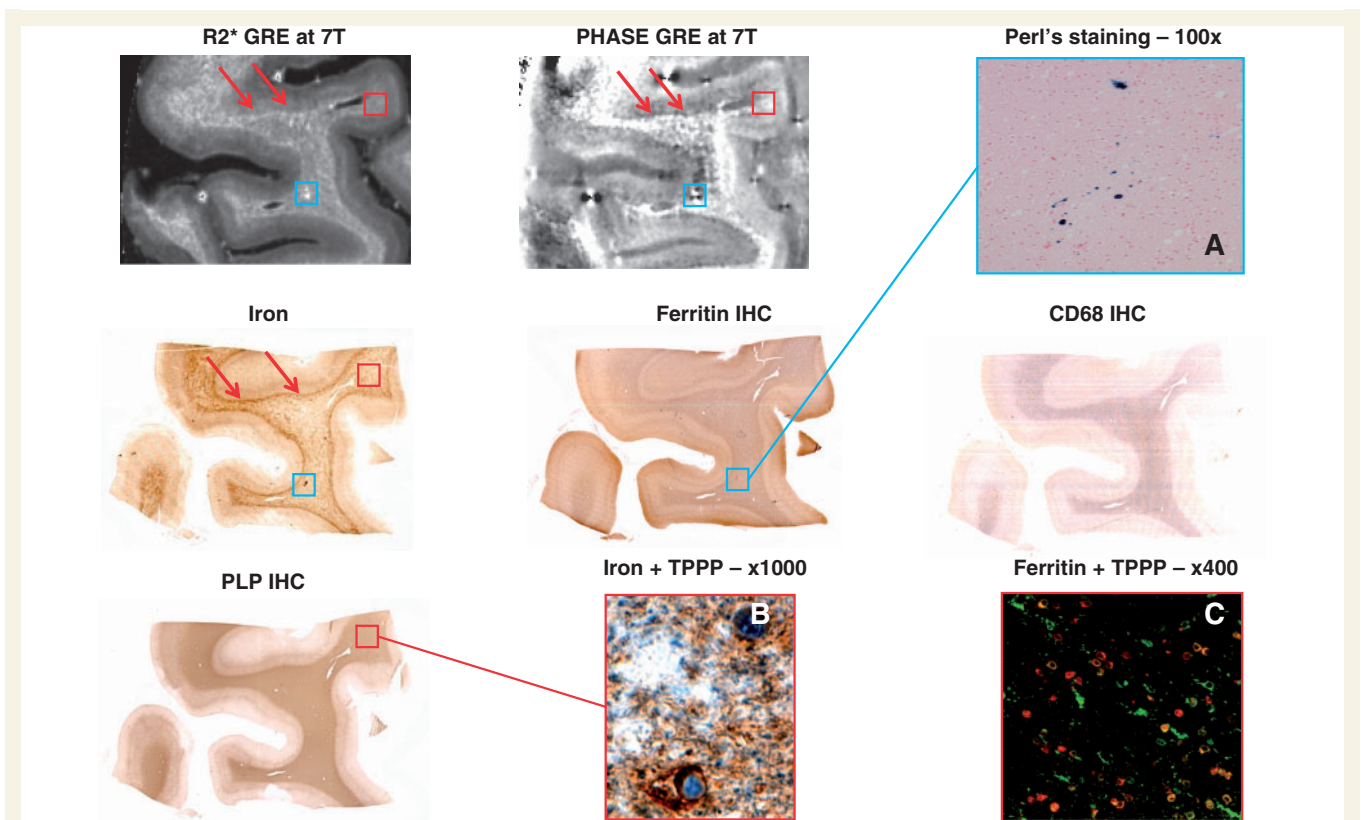 R2* GRE at 7T
PHASE GRE at 7T
Perl's staining – 100x
A
Iron
Ferritin IHC
CD68 IHC
PLP IHC
Iron + TPPP – x1000
Ferritin + TPPP – x400
B
C